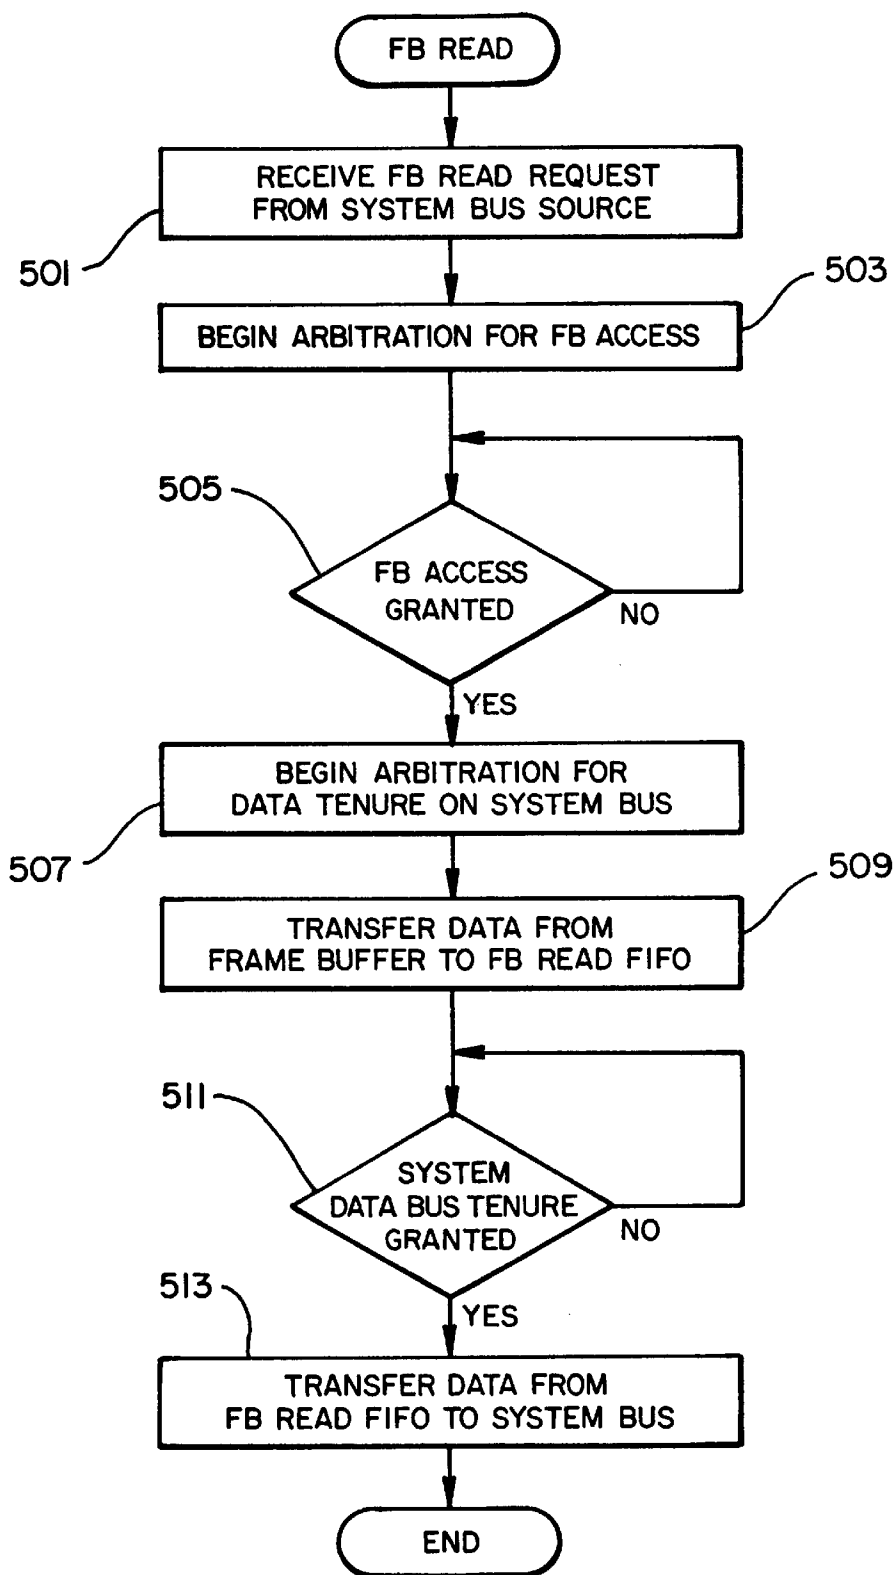 FB READ
RECEIVE FB READ REQUEST
FROM SYSTEM BUS SOURCE
501
503
BEGIN ARBITRATION FOR FB ACCESS
505
FB ACCESS
GRANTED
NO
YES
BEGIN ARBITRATION FOR
DATA TENURE ON SYSTEM BUS
507
509
TRANSFER DATA FROM
FRAME BUFFER TO FB READ FIFO
511
SYSTEM
DATA BUS TENURE
GRANTED
NO
513
YES
TRANSFER DATA FROM
FB READ FIFO TO SYSTEM BUS
END